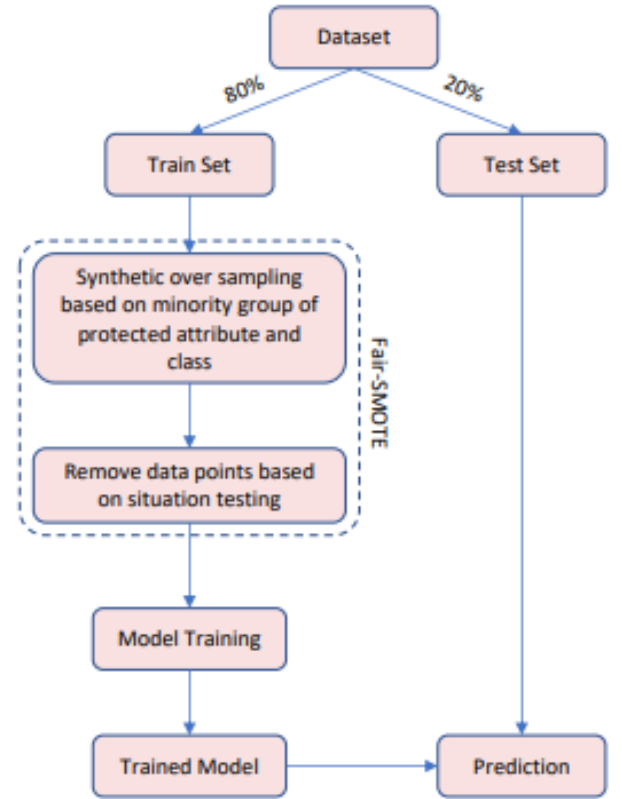 Dataset
80%
20%
Train Set
Test Set
Synthetic over sampling
based on minority group of
protected attribute and
class
Fair-SMOTE
Remove data points based
on situation testing
Model Training
Trained Model
Prediction